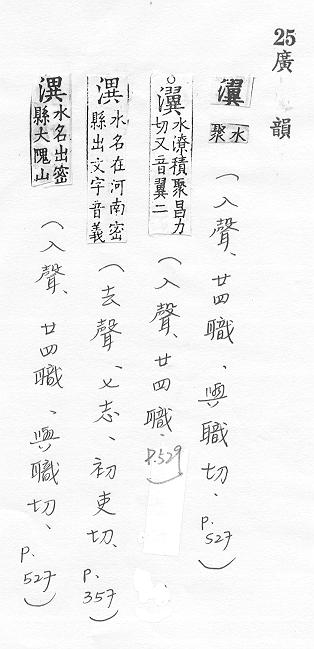 25廣韻
瀷 水聚(入聲、廿四職、與職切、P.527)
○瀷 水潦積聚昌力切又音翼二(入聲、廿四職、P.529)
潩 水名在河南密縣出文字音義(去聲、七志、初吏切、P.357)
潩 水名出密縣大隗山(入聲、廿四職、與職切、P.527)